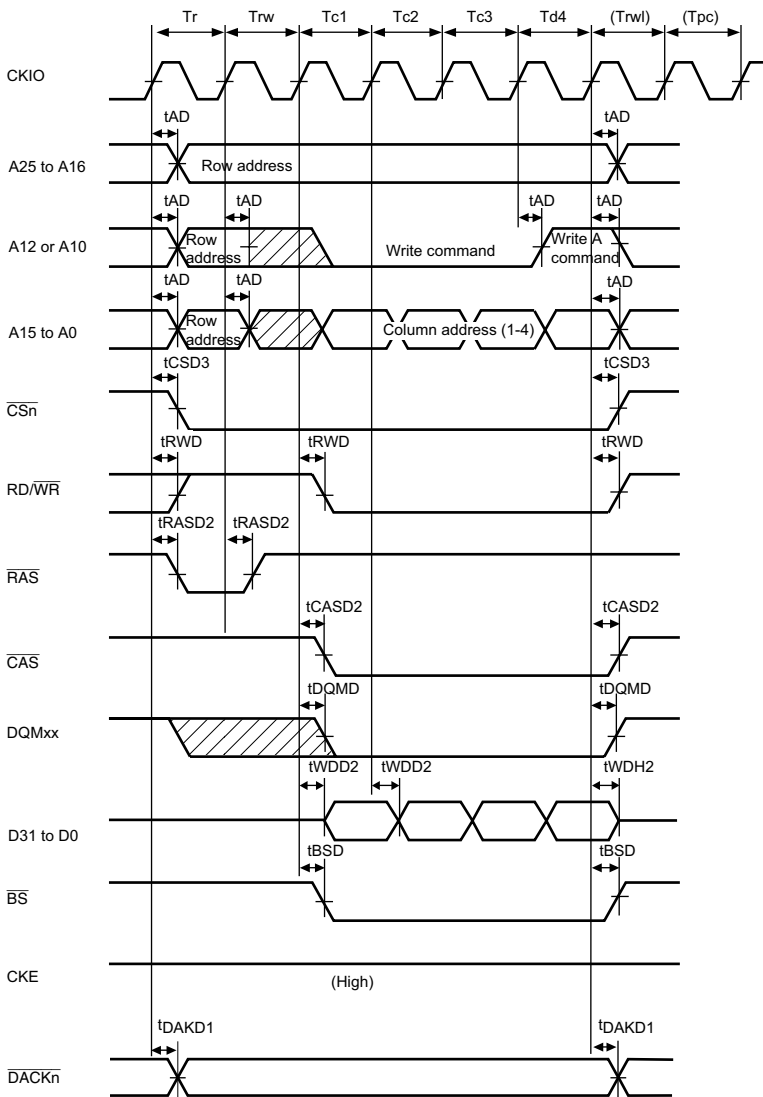 Tr Trw Tc1 Tc2 Tc3 Td4 (Trwl) (Tpc)
CKIO
tAD tAD
A25 to A16 Row address
tAD tAD tAD tAD
A12 or A10 Row address Write command Write A command
tAD tAD tAD
A15 to A0 Row address Column address (1-4)
tCSD3 tCSD3
CSn
tRWD tRWD tRWD
RD/WR
tRASD2 tRASD2
RAS
tCASD2 tCASD2
CAS
tDQMD tDQMD
DQMxx
tWDD2 tWDD2 tWDH2
D31 to D0
tBSD tBSD
BS
CKE (High)
tDAKD1 tDAKD1
DACKn